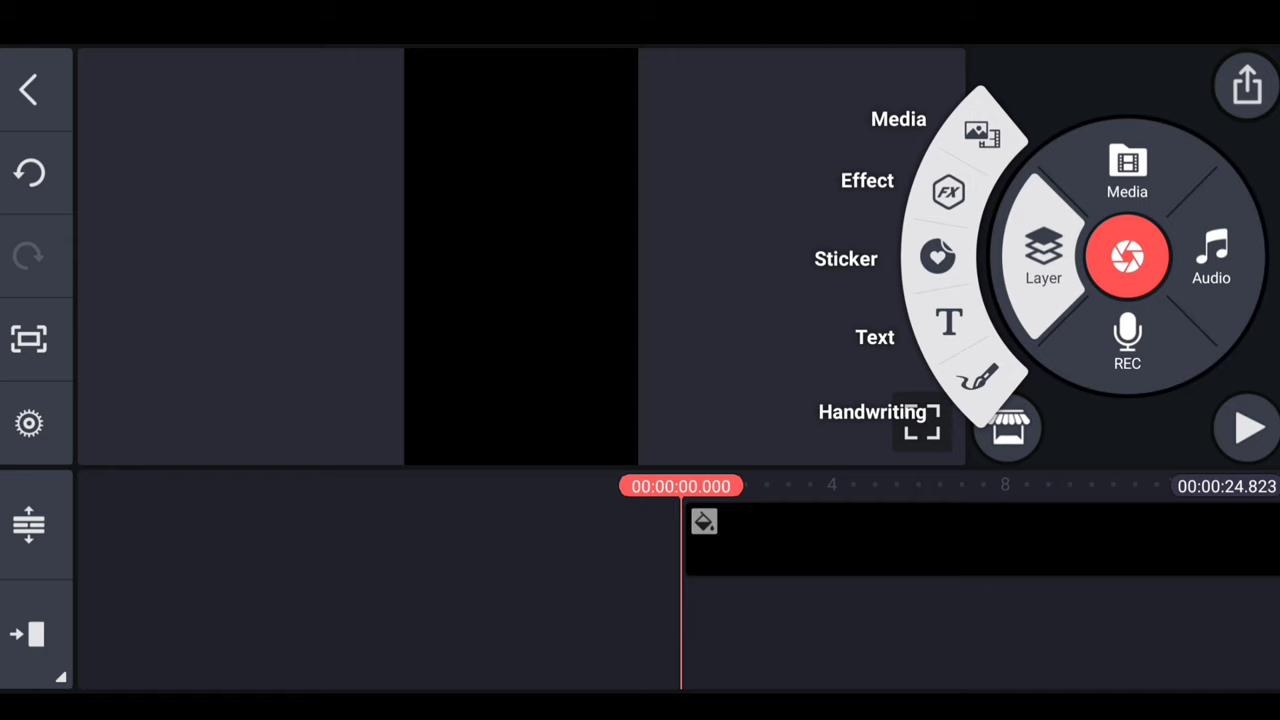 Media
Effect
Sticker
Text
Handwriting
FX
T
Media
Layer
Audio
REC
00:00:00.000
4
8
00:00:24.823